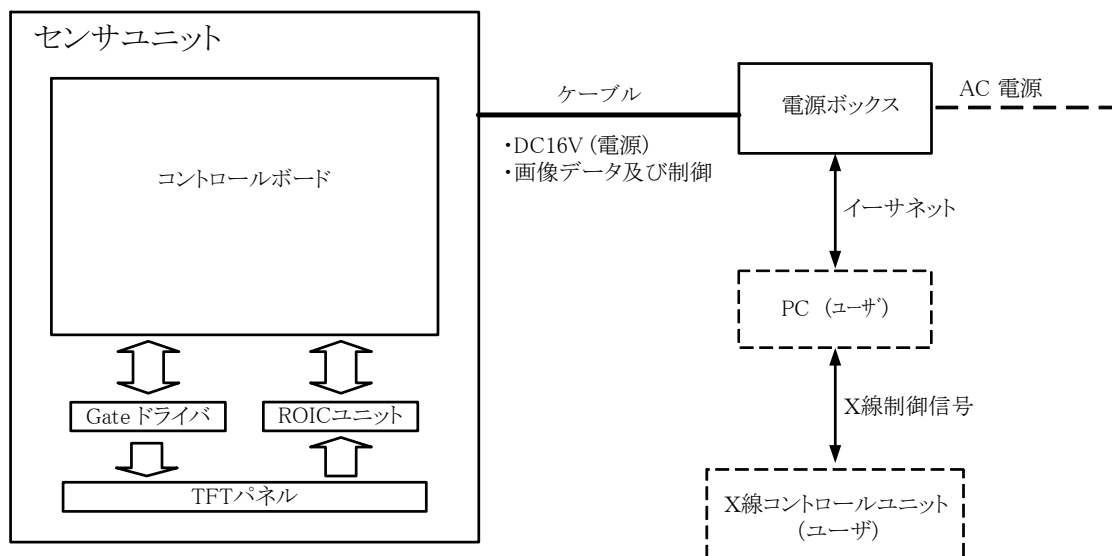 センサユニット
コントロールボード
Gate ドライバ
ROICユニット
TFTパネル
ケーブル
・DC16V (電源)
・画像データ及び制御
電源ボックス
AC 電源
イーサネット
PC (ユーザ)
X線制御信号
X線コントロールユニット
(ユーザ)